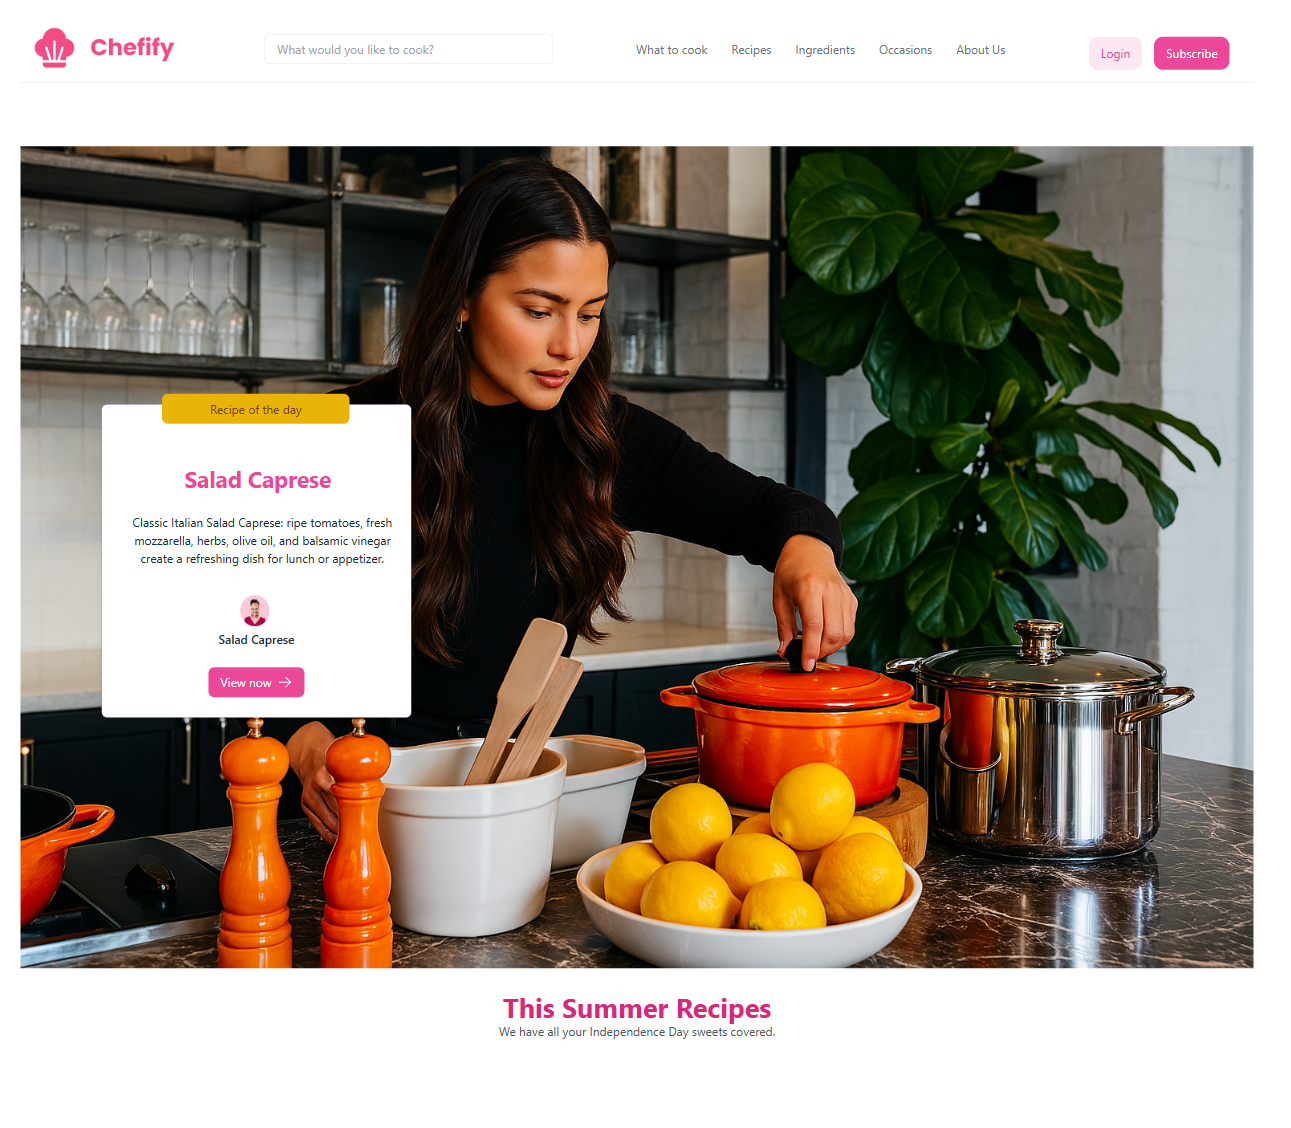 Chefify
What would you like to cook?
What to cook Recipes Ingredients Occasions About Us
Login Subscribe
Recipe of the day
Salad Caprese
Classic Italian Salad Caprese: ripe tomatoes, fresh
mozzarella, herbs, olive oil, and balsamic vinegar
create a refreshing dish for lunch or appetizer.
Salad Caprese
View now
This Summer Recipes
We have all your Independence Day sweets covered.